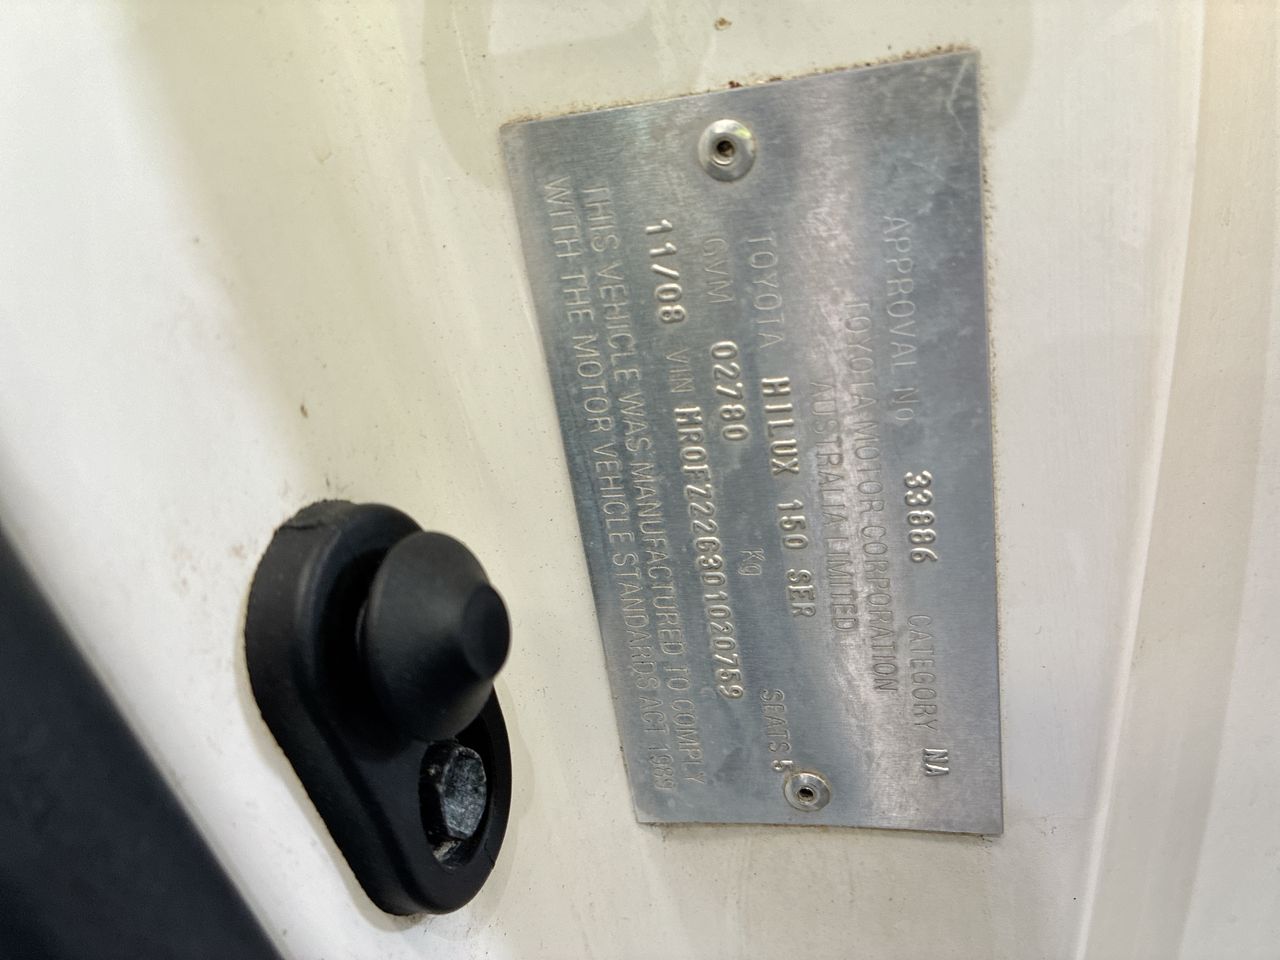 APPROVAL No 33886 CATEGORY NA
TOYOTA MOTOR CORPORATION
AUSTRALIA LIMITED
TOYOTA HILUX 150 SER
GVM 02780 Kg SEATS 5
11/08 VIN MR0FZ22G301020759
THIS VEHICLE WAS MANUFACTURED TO COMPLY
WITH THE MOTOR VEHICLE STANDARDS ACT 1989